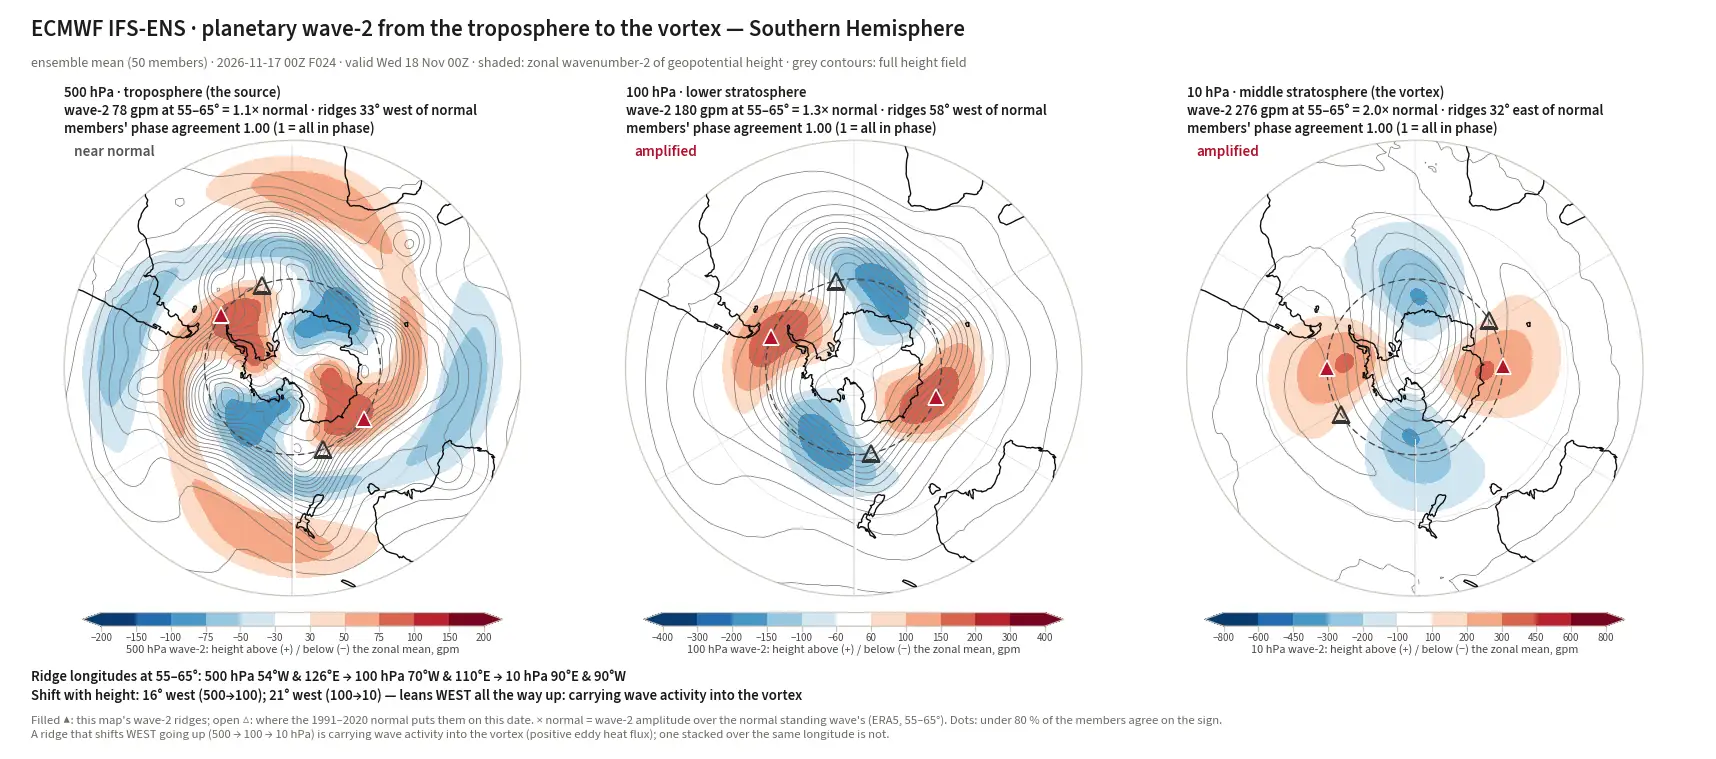 ECMWF IFS-ENS · planetary wave-2 from the troposphere to the vortex — Southern Hemisphere
ensemble mean (50 members) · 2026-11-17 00Z F024 · valid Wed 18 Nov 00Z · shaded: zonal wavenumber-2 of geopotential height · grey contours: full height field
500 hPa · troposphere (the source)
wave-2 78 gpm at 55–65° = 1.1× normal · ridges 33° west of normal
members' phase agreement 1.00 (1 = all in phase)
near normal
100 hPa · lower stratosphere
wave-2 180 gpm at 55–65° = 1.3× normal · ridges 58° west of normal
members' phase agreement 1.00 (1 = all in phase)
amplified
10 hPa · middle stratosphere (the vortex)
wave-2 276 gpm at 55–65° = 2.0× normal · ridges 32° east of normal
members' phase agreement 1.00 (1 = all in phase)
amplified
−200 −150 −100 −75 −50 −30 30 50 75 100 150 200
500 hPa wave-2: height above (+) / below (−) the zonal mean, gpm
−400 −300 −200 −150 −100 −60 60 100 150 200 300 400
100 hPa wave-2: height above (+) / below (−) the zonal mean, gpm
−800 −600 −450 −300 −200 −100 100 200 300 450 600 800
10 hPa wave-2: height above (+) / below (−) the zonal mean, gpm
Ridge longitudes at 55–65°: 500 hPa 54°W & 126°E → 100 hPa 70°W & 110°E → 10 hPa 90°E & 90°W
Shift with height: 16° west (500→100); 21° west (100→10) — leans WEST all the way up: carrying wave activity into the vortex
Filled ▲: this map's wave-2 ridges; open △: where the 1991–2020 normal puts them on this date. × normal = wave-2 amplitude over the normal standing wave's (ERA5, 55–65°). Dots: under 80 % of the members agree on the sign.
A ridge that shifts WEST going up (500 → 100 → 10 hPa) is carrying wave activity into the vortex (positive eddy heat flux); one stacked over the same longitude is not.